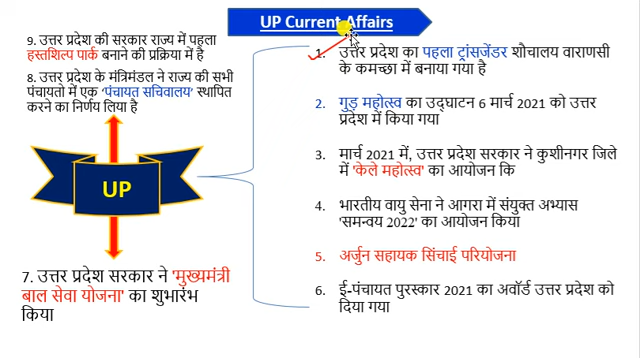 UP Current Affairs
9. उत्तर प्रदेश की सरकार राज्य में पहला
हस्तशिल्प पार्क बनाने की प्रक्रिया में है
8. उत्तर प्रदेश के मंत्रिमंडल ने राज्य की सभी
पंचायतो में एक ‘पंचायत सचिवालय’ स्थापित
करने का निर्णय लिया है
UP
7. उत्तर प्रदेश सरकार ने 'मुख्यमंत्री
बाल सेवा योजना' का शुभारंभ
किया
1. उत्तर प्रदेश का पहला ट्रांसजेंडर शौचालय वाराणसी
के कमच्छा में बनाया गया है
2. गुड़ महोत्स्व का उद्घाटन 6 मार्च 2021 को उत्तर
प्रदेश में किया गया
3. मार्च 2021 में, उत्तर प्रदेश सरकार ने कुशीनगर जिले
में 'केले महोत्स्व' का आयोजन कि
4. भारतीय वायु सेना ने आगरा में संयुक्त अभ्यास
'समन्वय 2022' का आयोजन किया
5. अर्जुन सहायक सिंचाई परियोजना
6. ई-पंचायत पुरस्कार 2021 का अवॉर्ड उत्तर प्रदेश को
दिया गया